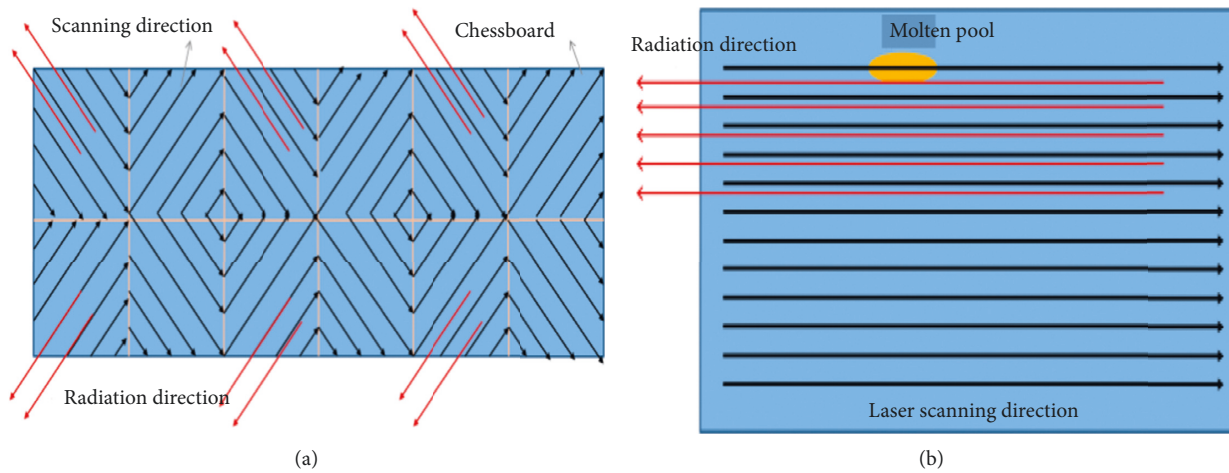 Scanning direction
Chessboard
Radiation direction
(a)
Radiation direction
Molten pool
Laser scanning direction
(b)